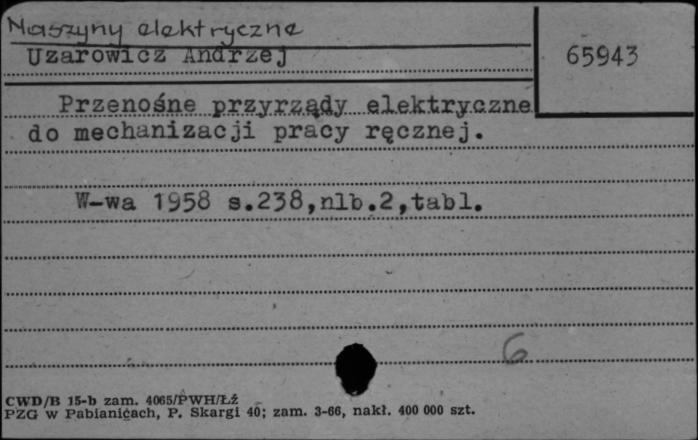 Maszyny elektryczne
Uzarowicz Andrzej
65943
Przenośne przyrządy elektryczne
do mechanizacji pracy ręcznej.
W-wa 1958 s.238,nlb.2,tabl.
6
CWD/B 15-b zam. 4065/PWH/Łź
PZG w Pabianicach, P. Skargi 40; zam. 3-66, nakł. 400 000 szt.